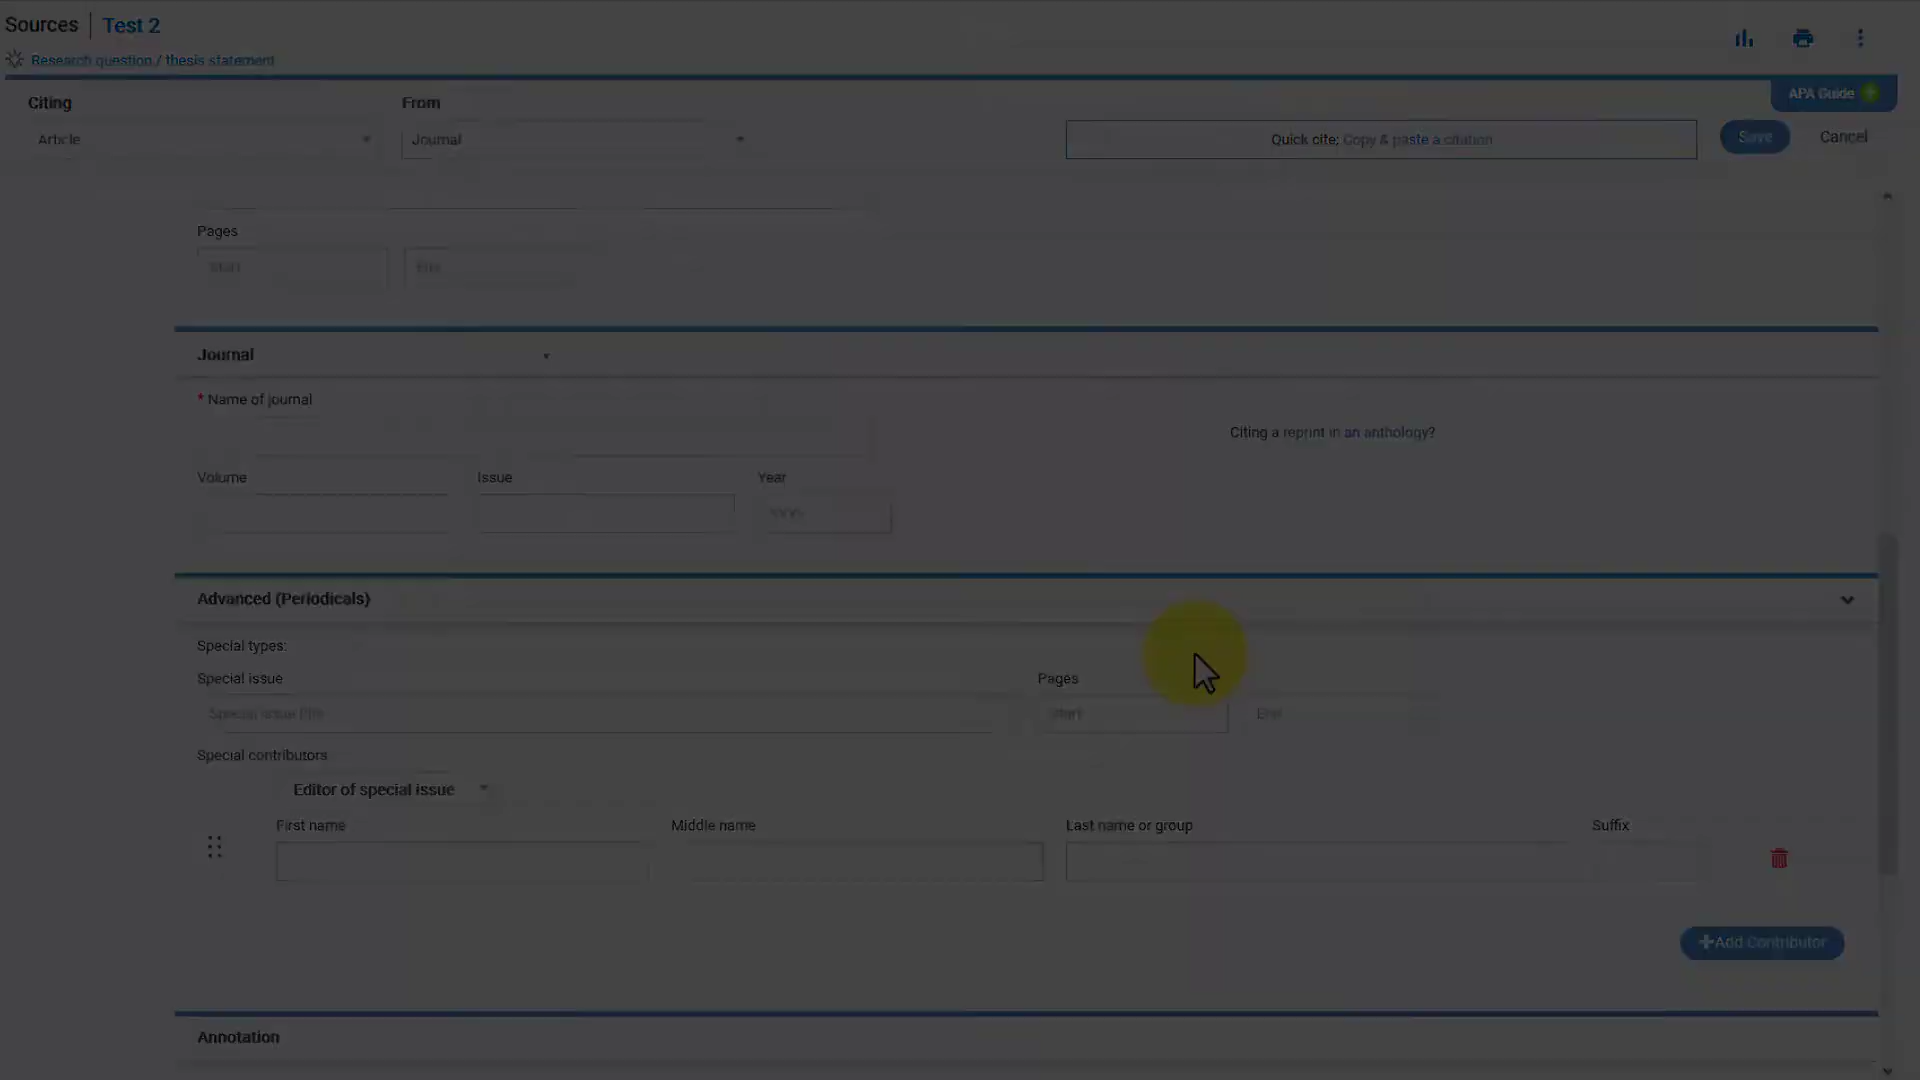 Sources | Test 2
Research question / thesis statement
APA Guide
Citing
From
Article
Journal
Quick cite: Copy & paste a citation
Save
Cancel
Pages
Start
End
Journal
* Name of journal
Citing a reprint in an anthology?
Volume
Issue
Year
YYYY
Advanced (Periodicals)
Special types:
Special issue
Pages
Special issue title
Start
End
Special contributors
Editor of special issue
First name
Middle name
Last name or group
Suffix
+Add Contributor
Annotation